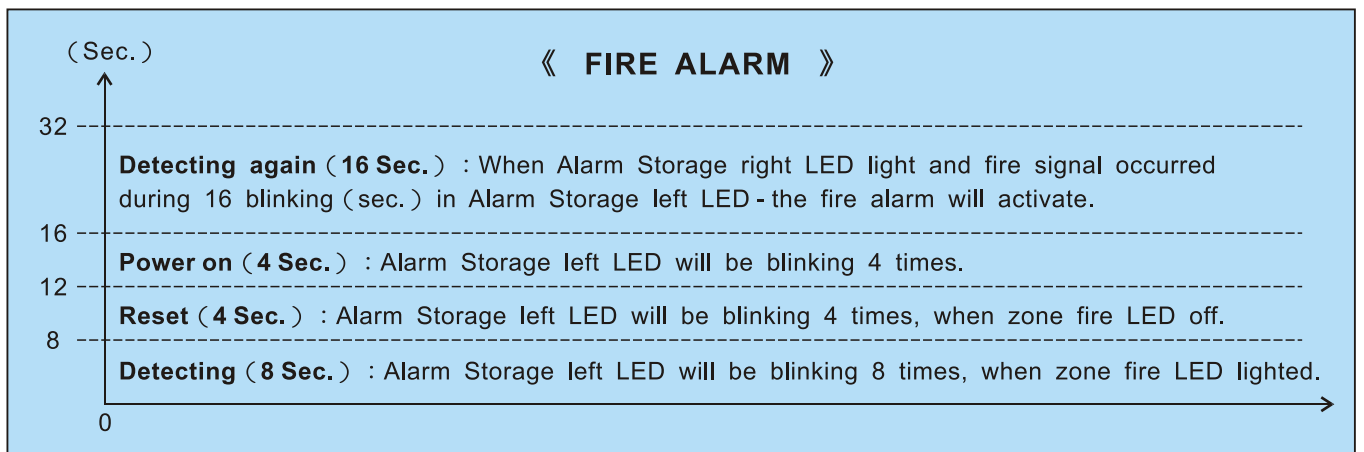 (Sec.)
《 FIRE ALARM 》
32
Detecting again (16 Sec.) : When Alarm Storage right LED light and fire signal occurred
during 16 blinking (sec.) in Alarm Storage left LED - the fire alarm will activate.
16
Power on (4 Sec.) : Alarm Storage left LED will be blinking 4 times.
12
Reset (4 Sec.) : Alarm Storage left LED will be blinking 4 times, when zone fire LED off.
8
Detecting (8 Sec.) : Alarm Storage left LED will be blinking 8 times, when zone fire LED lighted.
0